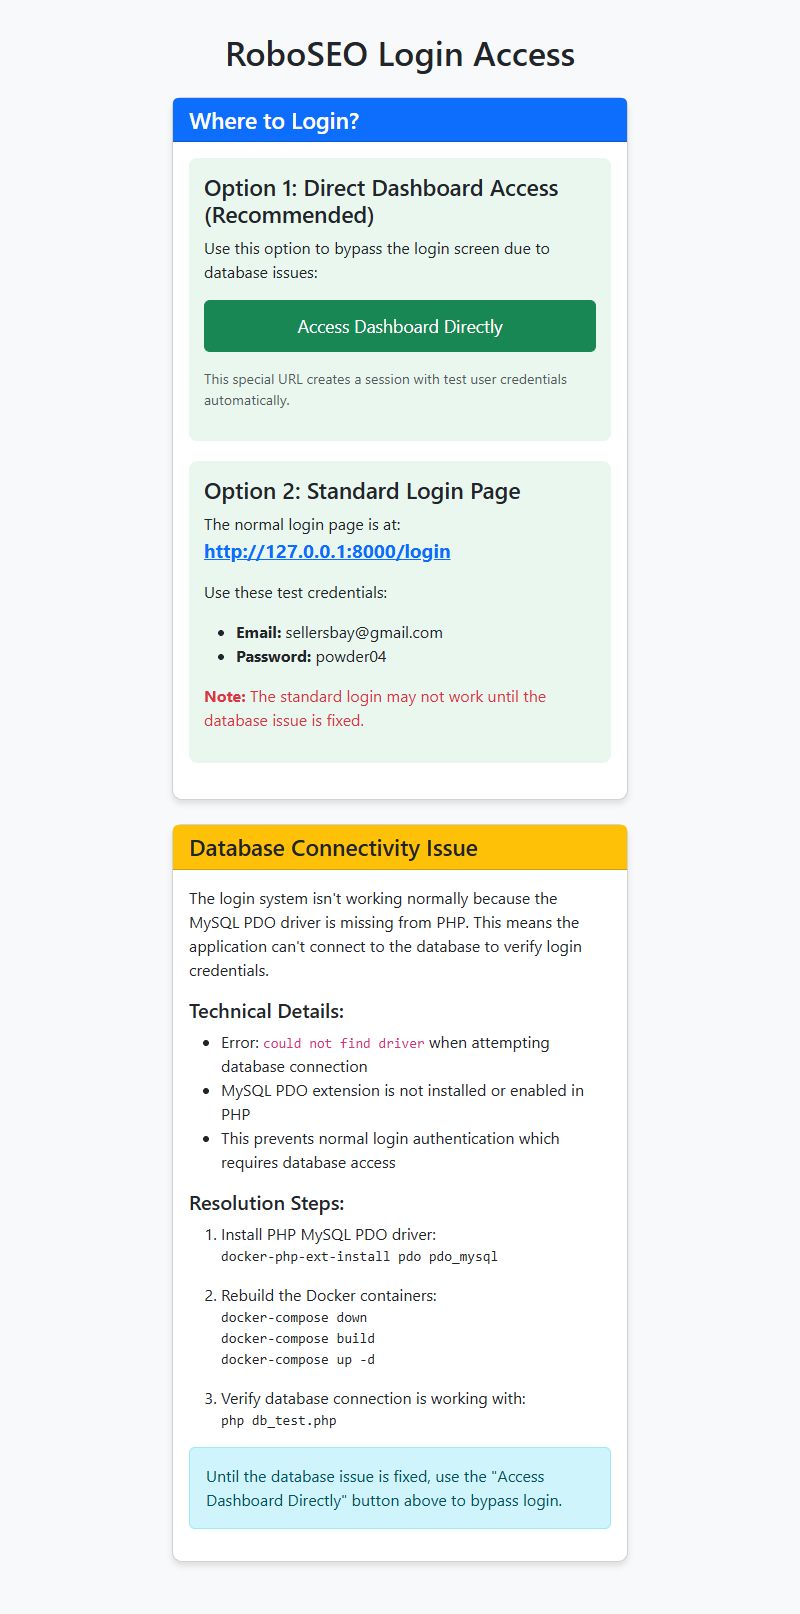 RoboSEO Login Access
Where to Login?
Option 1: Direct Dashboard Access
(Recommended)
Use this option to bypass the login screen due to
database issues:
Access Dashboard Directly
This special URL creates a session with test user credentials
automatically.
Option 2: Standard Login Page
The normal login page is at:
http://127.0.0.1:8000/login
Use these test credentials:
• Email: sellersbay@gmail.com
• Password: powder04
Note: The standard login may not work until the
database issue is fixed.
Database Connectivity Issue
The login system isn't working normally because the
MySQL PDO driver is missing from PHP. This means the
application can't connect to the database to verify login
credentials.
Technical Details:
• Error: could not find driver when attempting
database connection
• MySQL PDO extension is not installed or enabled in
PHP
• This prevents normal login authentication which
requires database access
Resolution Steps:
1. Install PHP MySQL PDO driver:
docker-php-ext-install pdo pdo_mysql
2. Rebuild the Docker containers:
docker-compose down
docker-compose build
docker-compose up -d
3. Verify database connection is working with:
php db_test.php
Until the database issue is fixed, use the "Access
Dashboard Directly" button above to bypass login.